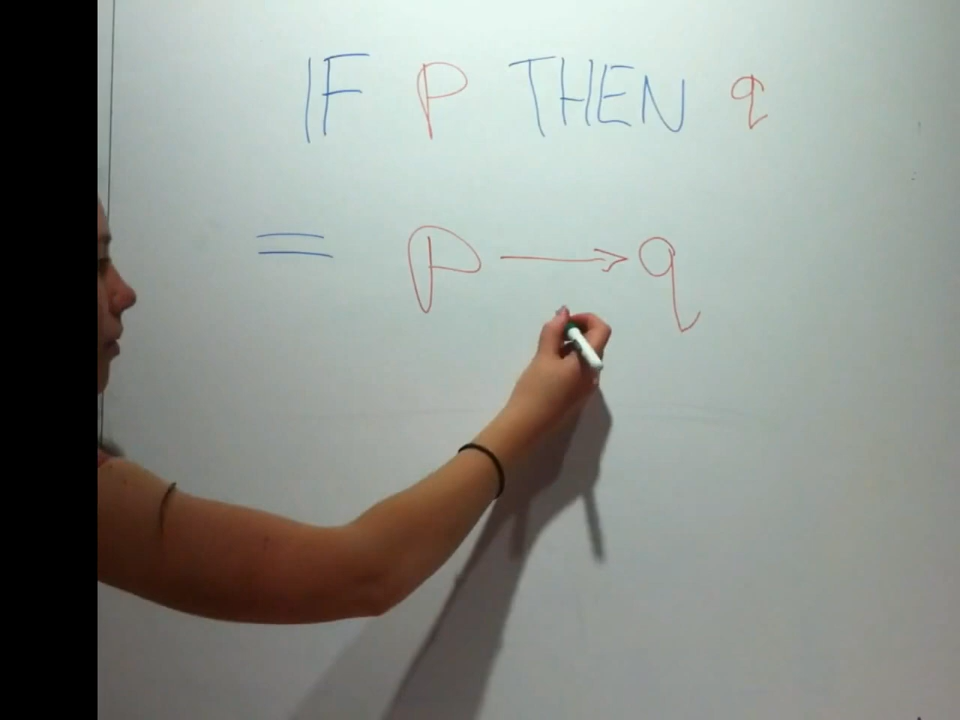 IF P THEN q
= P → q